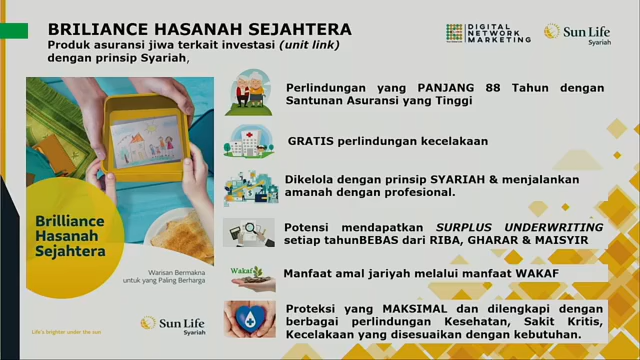 BRILIANCE HASANAH SEJAHTERA
Produk asuransi jiwa terkait investasi (unit link)
dengan prinsip Syariah,
DIGITAL
NETWORK
MARKETING
Sun Life
Syariah
Perlindungan yang PANJANG 88 Tahun dengan
Santunan Asuransi yang Tinggi
GRATIS perlindungan kecelakaan
Dikelola dengan prinsip SYARIAH & menjalankan
amanah dengan profesional.
Potensi mendapatkan SURPLUS UNDERWRITING
setiap tahunBEBAS dari RIBA, GHARAR & MAISYIR
Wakaf
Manfaat amal jariyah melalui manfaat WAKAF
Proteksi yang MAKSIMAL dan dilengkapi dengan
berbagai perlindungan Kesehatan, Sakit Kritis,
Kecelakaan yang disesuaikan dengan kebutuhan.
Brilliance
Hasanah
Sejahtera
Warisan Bermakna
untuk yang Paling Berharga
Life's brighter under the sun
Sun Life
Syariah